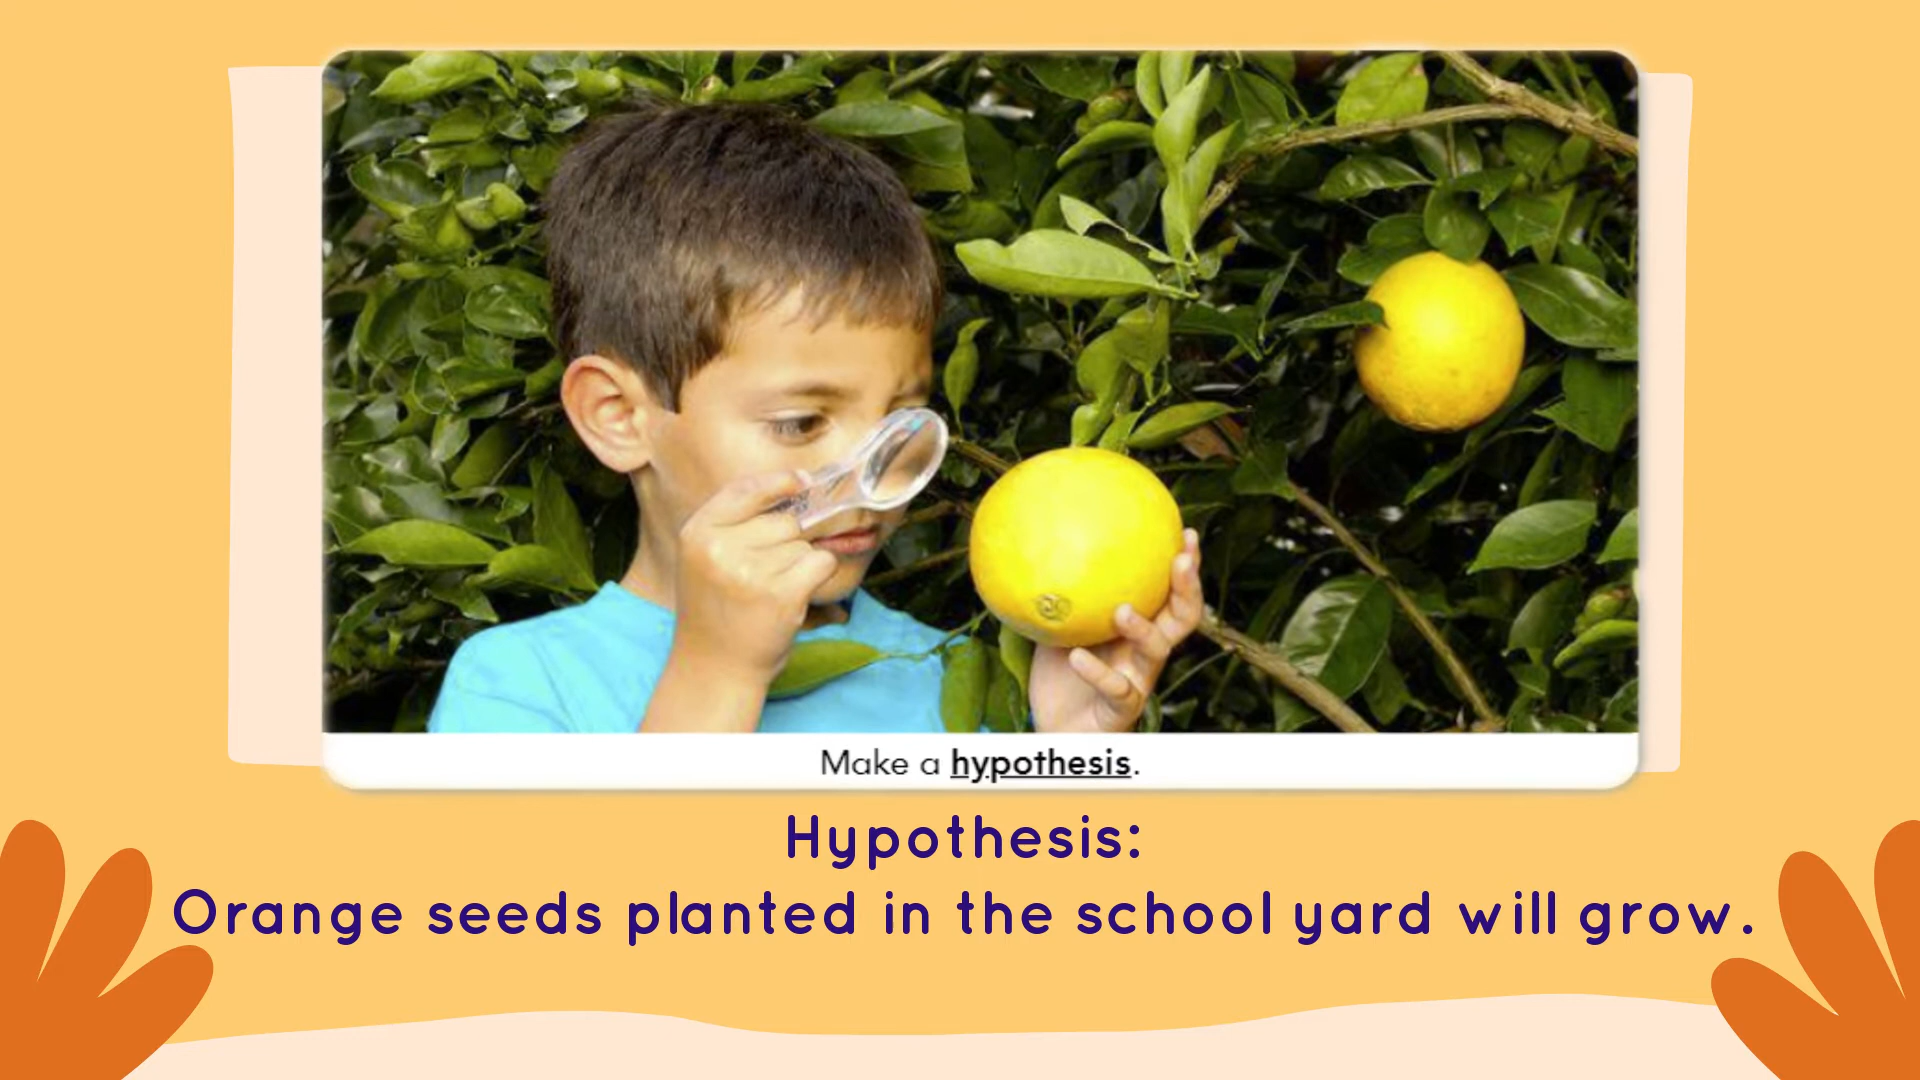 Make a hypothesis.
Hypothesis:
Orange seeds planted in the school yard will grow.